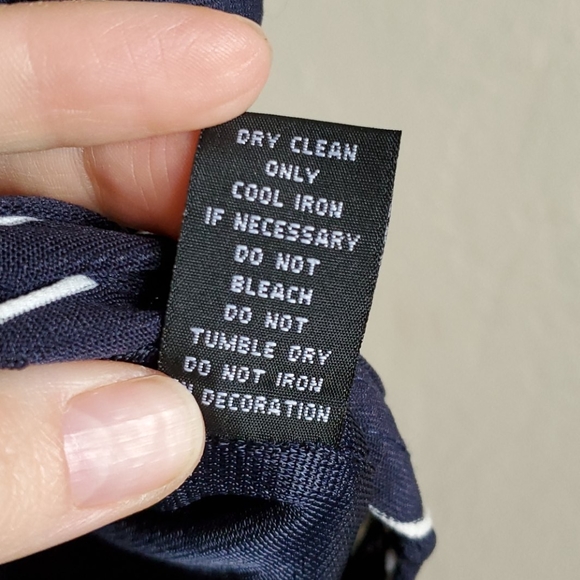 DRY CLEAN
ONLY
COOL IRON
IF NECESSARY
DO NOT
BLEACH
DO NOT
TUMBLE DRY
DO NOT IRON
DECORATION